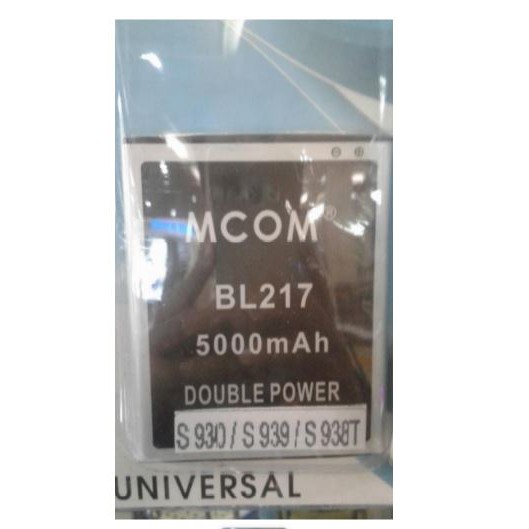 MCOM®
BL217
5000mAh
DOUBLE POWER
S 930 / S 939 / S 938T
UNIVERSAL